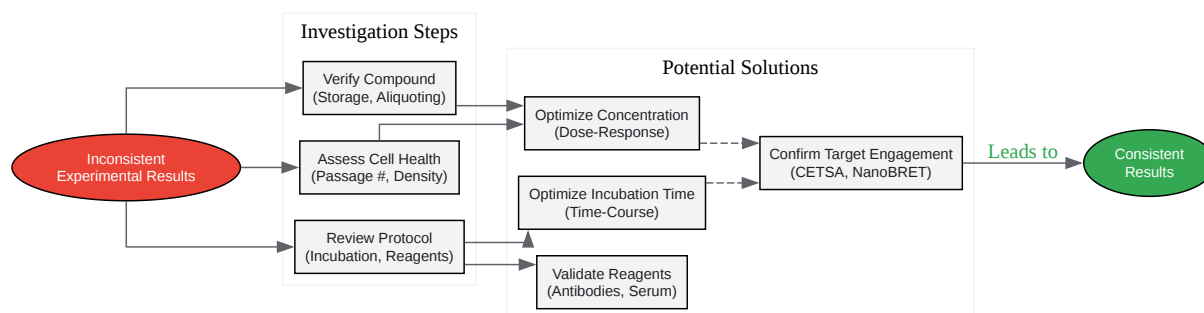 Investigation Steps
Verify Compound
(Storage, Aliquoting)
Assess Cell Health
(Passage #, Density)
Review Protocol
(Incubation, Reagents)
Inconsistent
Experimental Results
Potential Solutions
Optimize Concentration
(Dose-Response)
Optimize Incubation Time
(Time-Course)
Validate Reagents
(Antibodies, Serum)
Confirm Target Engagement
(CETSA, NanoBRET)
Leads to
Consistent
Results